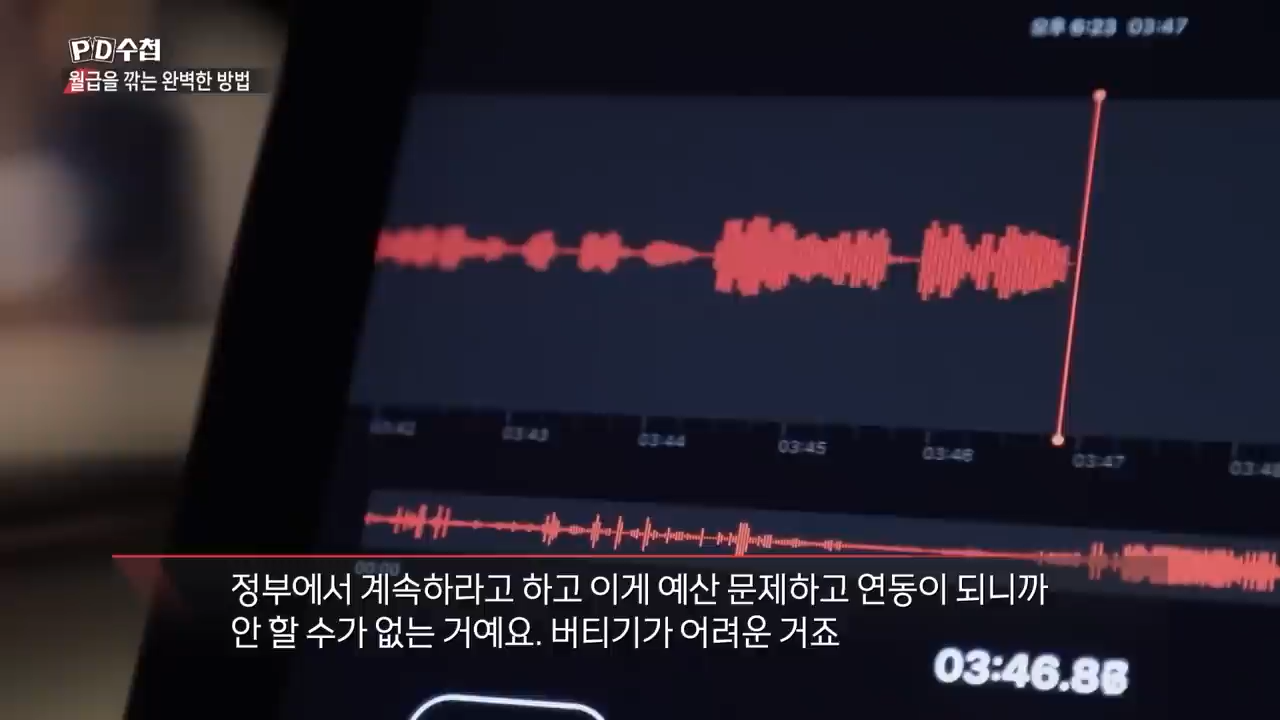 PD수첩
월급을 깎는 완벽한 방법
오후 6:23 03:47
03:42
03:43
03:44
03:45
03:46
03:47
03:48
00:00
정부에서 계속하라고 하고 이게 예산 문제하고 연동이 되니까
안 할 수가 없는 거예요. 버티기가 어려운 거죠